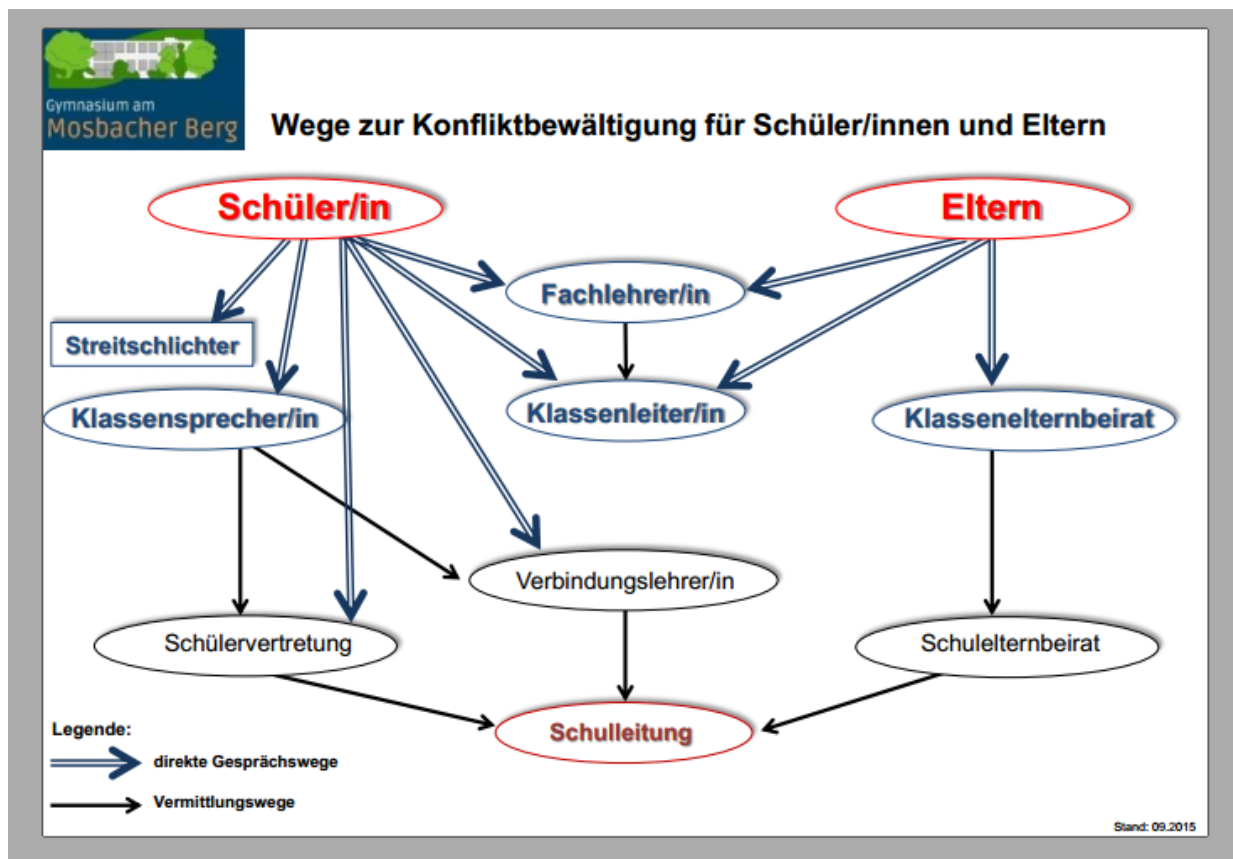 Gymnasium am
Mosbacher Berg
Wege zur Konfliktbewältigung für Schüler/innen und Eltern
Schüler/in
Eltern
Fachlehrer/in
Streitschlichter
Klassensprecher/in
Klassenleiter/in
Klassenelternbeirat
Verbindungslehrer/in
Schülervertretung
Schulelternbeirat
Schulleitung
Legende:
direkte Gesprächswege
Vermittlungswege
Stand: 09.2015